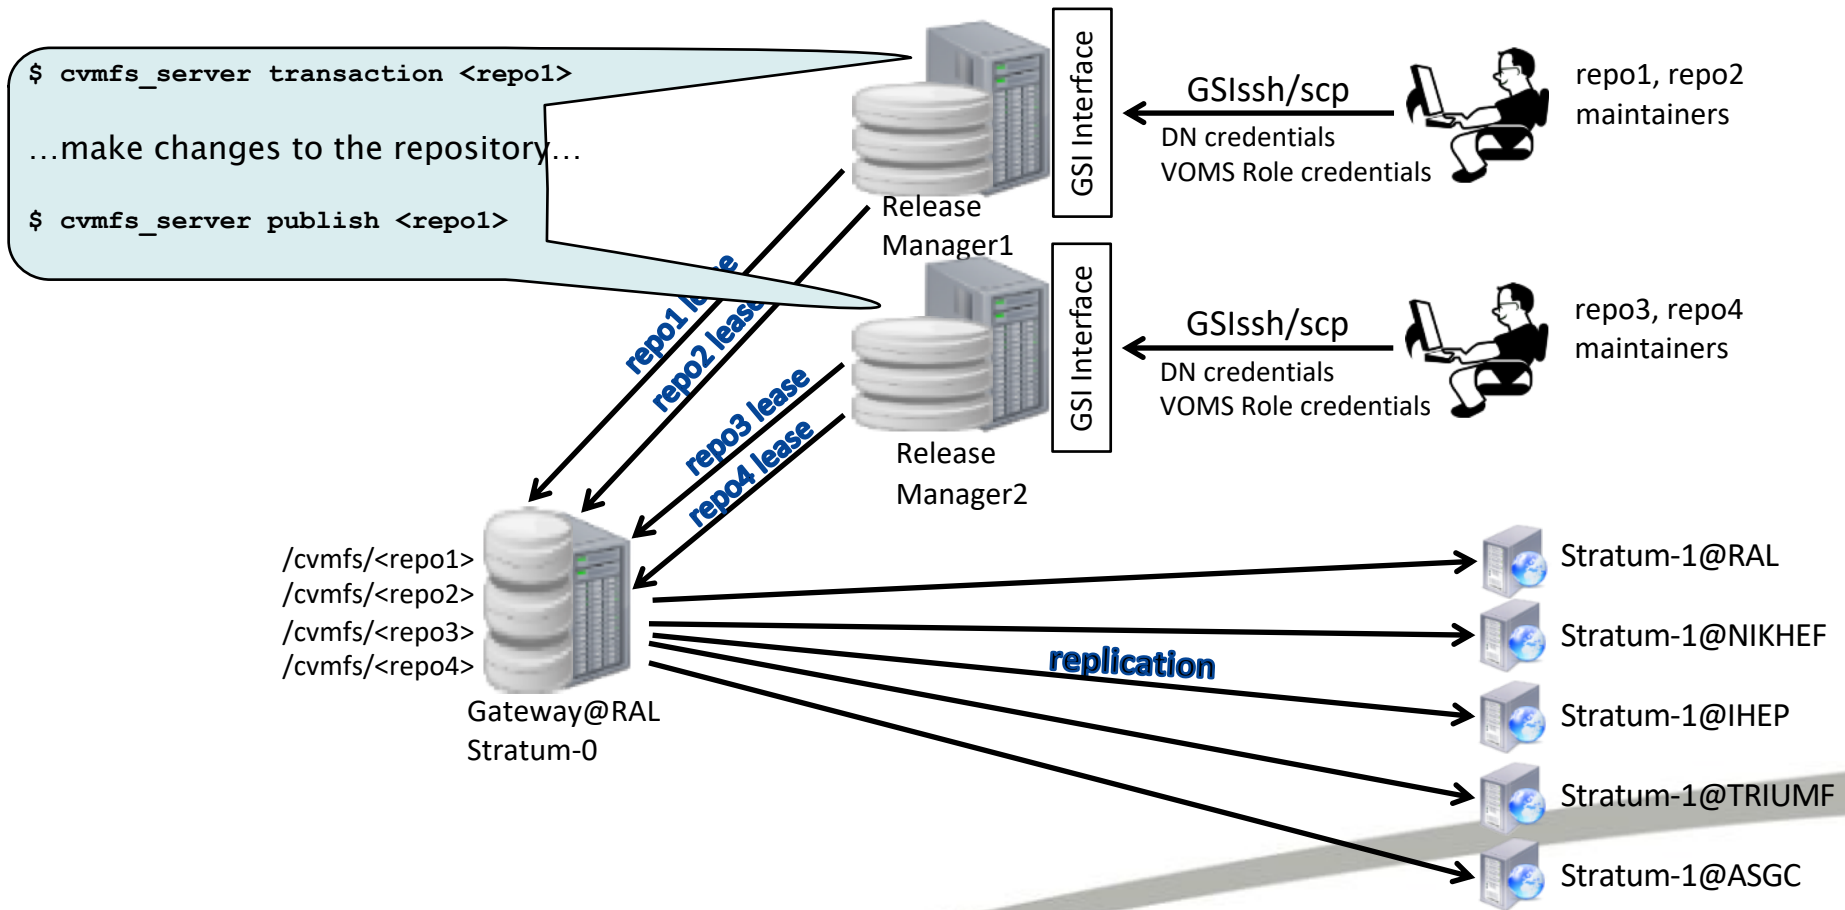 $ cvmfs_server transaction <repo1>
...make changes to the repository...
$ cvmfs_server publish <repo1>
Release
Manager1
GSI Interface
GSIssh/scp
DN credentials
VOMS Role credentials
repo1, repo2
maintainers
repo1 lease
repo2 lease
Release
Manager2
GSI Interface
GSIssh/scp
DN credentials
VOMS Role credentials
repo3, repo4
maintainers
repo3 lease
repo4 lease
/cvmfs/<repo1>
/cvmfs/<repo2>
/cvmfs/<repo3>
/cvmfs/<repo4>
Gateway@RAL
Stratum-0
replication
Stratum-1@RAL
Stratum-1@NIKHEF
Stratum-1@IHEP
Stratum-1@TRIUMF
Stratum-1@ASGC